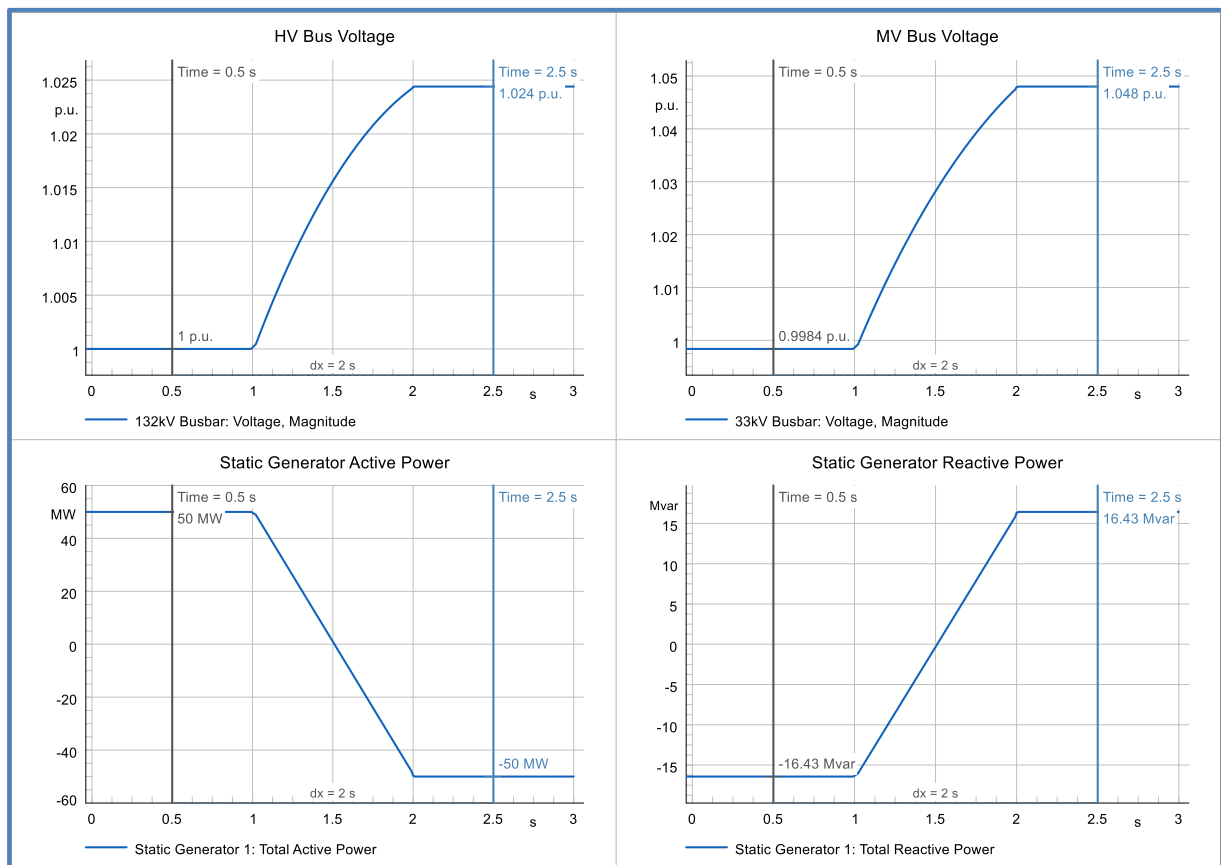 HV Bus Voltage
Time = 0.5 s
Time = 2.5 s
1.025
1.024 p.u.
p.u.
1.02
1.015
1.01
1.005
1 p.u.
1
dx = 2 s
0 0.5 1 1.5 2 2.5 s 3
132kV Busbar: Voltage, Magnitude
MV Bus Voltage
Time = 0.5 s
Time = 2.5 s
1.05
1.048 p.u.
p.u.
1.04
1.03
1.02
1.01
0.9984 p.u.
1
dx = 2 s
0 0.5 1 1.5 2 2.5 s 3
33kV Busbar: Voltage, Magnitude
Static Generator Active Power
60
Time = 0.5 s
Time = 2.5 s
MW
50 MW
40
20
0
-20
-40
-50 MW
-60
dx = 2 s
0 0.5 1 1.5 2 2.5 s 3
Static Generator 1: Total Active Power
Static Generator Reactive Power
Time = 0.5 s
Time = 2.5 s
Mvar
16.43 Mvar
15
10
5
0
-5
-10
-15
-16.43 Mvar
dx = 2 s
0 0.5 1 1.5 2 2.5 s 3
Static Generator 1: Total Reactive Power